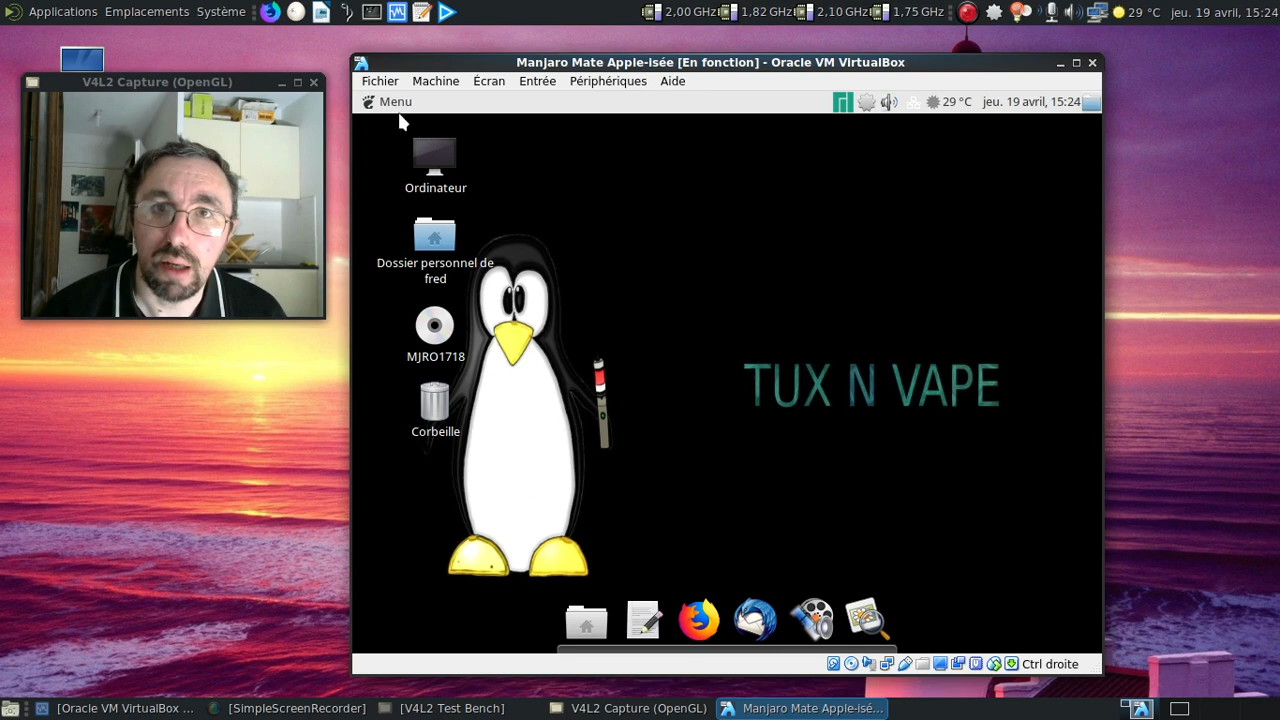 Applications Emplacements Système 2,00 GHz 1,82 GHz 2,10 GHz 1,75 GHz 29 °C jeu. 19 avril, 15:24
V4L2 Capture (OpenGL)
Manjaro Mate Apple-isée [En fonction] - Oracle VM VirtualBox
Fichier Machine Écran Entrée Périphériques Aide
Menu 29 °C jeu. 19 avril, 15:24
Ordinateur
Dossier personnel de
fred
MJRO1718
Corbeille
TUX N VAPE
Ctrl droite
[Oracle VM VirtualBox ... [SimpleScreenRecorder] [V4L2 Test Bench] V4L2 Capture (OpenGL) Manjaro Mate Apple-isé...